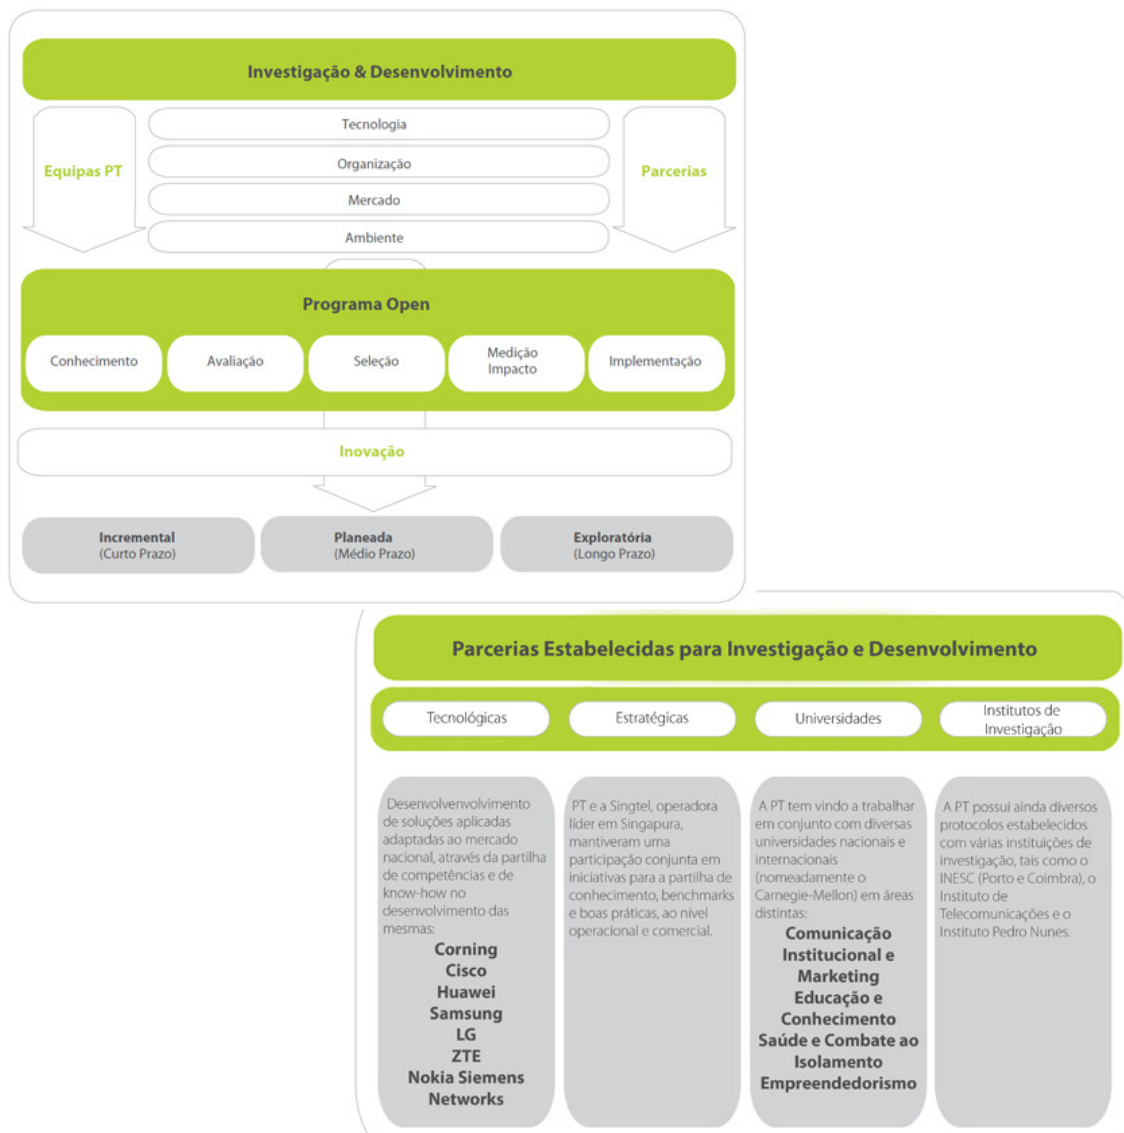 Investigação & Desenvolvimento
Equipas PT
Tecnologia
Organização
Mercado
Ambiente
Parcerias
Programa Open
Conhecimento
Avaliação
Seleção
Medição
Impacto
Implementação
Inovação
Incremental
(Curto Prazo)
Planeada
(Médio Prazo)
Exploratória
(Longo Prazo)
Parcerias Estabelecidas para Investigação e Desenvolvimento
Tecnológicas
Estratégicas
Universidades
Institutos de
Investigação
Desenvolvenvolvimento
de soluções aplicadas
adaptadas ao mercado
nacional, através da partilha
de competências e de
know-how no
desenvolvimento das
mesmas:
Corning
Cisco
Huawei
Samsung
LG
ZTE
Nokia Siemens
Networks
PT e a Singtel, operadora
líder em Singapura,
mantiveram uma
participação conjunta em
iniciativas para a partilha de
conhecimento, benchmarks
e boas práticas, ao nível
operacional e comercial.
A PT tem vindo a trabalhar
em conjunto com diversas
universidades nacionais e
internacionais
(nomeadamente o
Carnegie-Mellon) em áreas
distintas:
Comunicação
Institucional e
Marketing
Educação e
Conhecimento
Saúde e Combate ao
Isolamento
Empreendedorismo
A PT possui ainda diversos
protocolos estabelecidos
com várias instituições de
investigação, tais como o
INESC (Porto e Coimbra), o
Instituto de
Telecomunicações e o
Instituto Pedro Nunes.